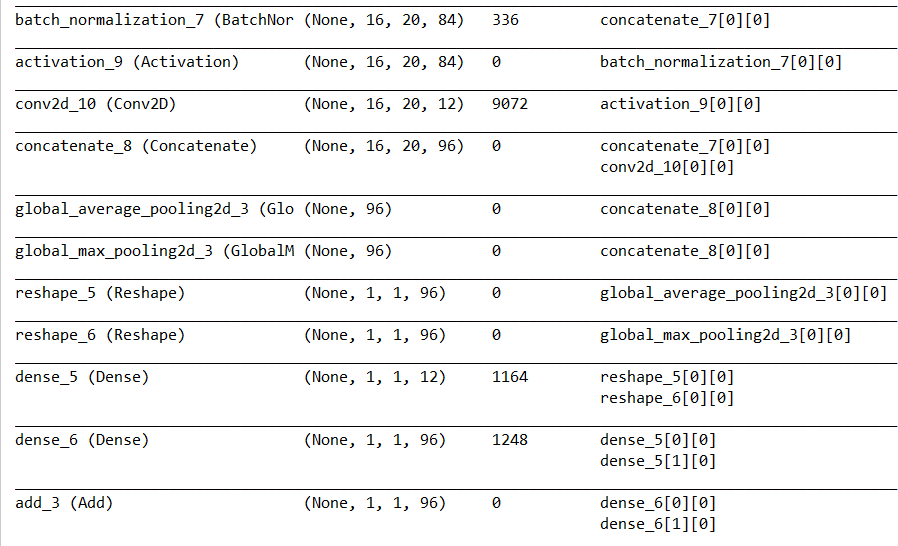 batch_normalization_7 (BatchNor (None, 16, 20, 84) 336 concatenate_7[0][0]
activation_9 (Activation) (None, 16, 20, 84) 0 batch_normalization_7[0][0]
conv2d_10 (Conv2D) (None, 16, 20, 12) 9072 activation_9[0][0]
concatenate_8 (Concatenate) (None, 16, 20, 96) 0 concatenate_7[0][0]
conv2d_10[0][0]
global_average_pooling2d_3 (Glo (None, 96) 0 concatenate_8[0][0]
global_max_pooling2d_3 (GlobalM (None, 96) 0 concatenate_8[0][0]
reshape_5 (Reshape) (None, 1, 1, 96) 0 global_average_pooling2d_3[0][0]
reshape_6 (Reshape) (None, 1, 1, 96) 0 global_max_pooling2d_3[0][0]
dense_5 (Dense) (None, 1, 1, 12) 1164 reshape_5[0][0]
reshape_6[0][0]
dense_6 (Dense) (None, 1, 1, 96) 1248 dense_5[0][0]
dense_5[1][0]
add_3 (Add) (None, 1, 1, 96) 0 dense_6[0][0]
dense_6[1][0]